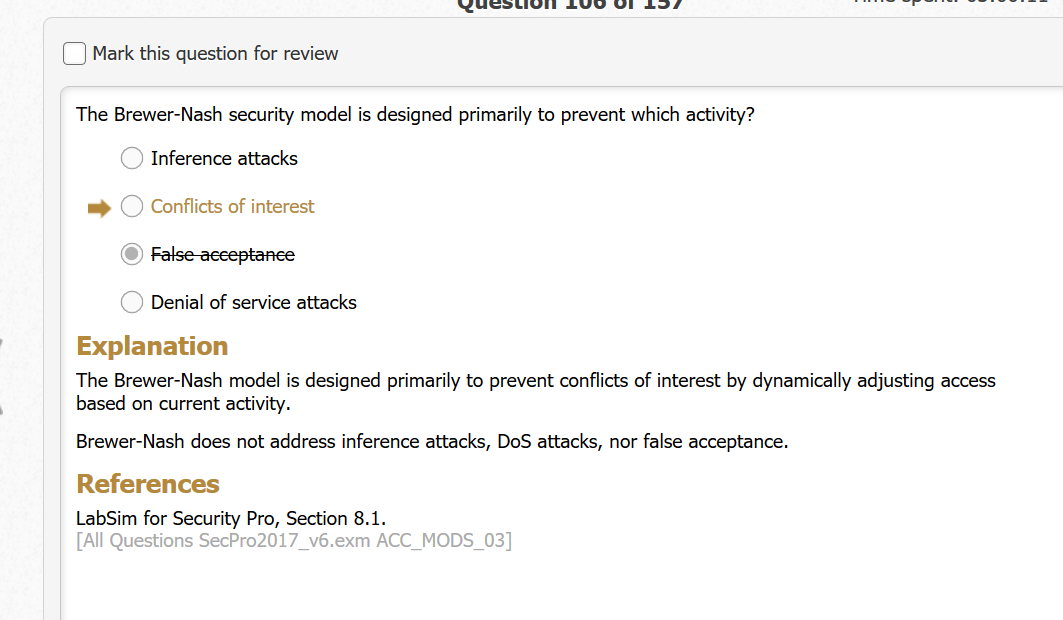 Question 106 of 157
Mark this question for review
The Brewer-Nash security model is designed primarily to prevent which activity?
Inference attacks
Conflicts of interest
False acceptance
Denial of service attacks
Explanation
The Brewer-Nash model is designed primarily to prevent conflicts of interest by dynamically adjusting access
based on current activity.
Brewer-Nash does not address inference attacks, DoS attacks, nor false acceptance.
References
LabSim for Security Pro, Section 8.1.
[All Questions SecPro2017_v6.exm ACC_MODS_03]